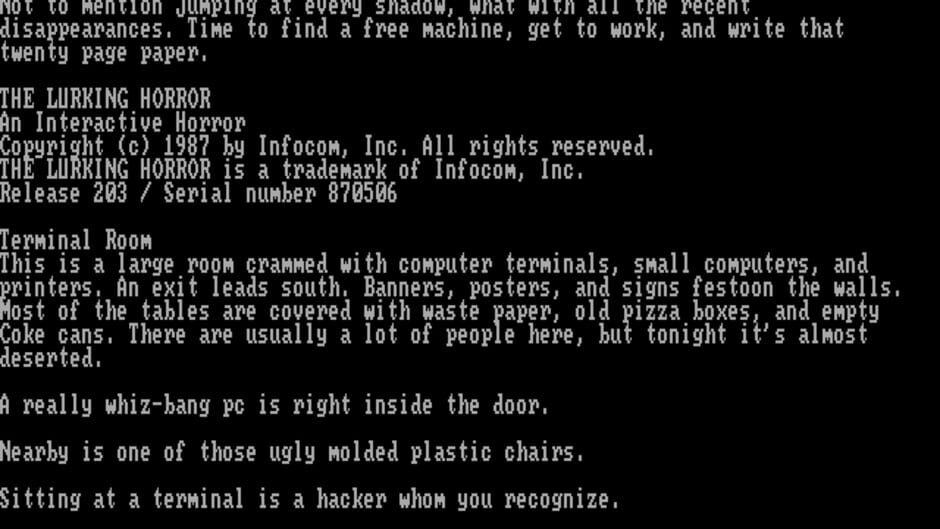 Not to mention jumping at every shadow, what with all the recent
disappearances. Time to find a free machine, get to work, and write that
twenty page paper.
THE LURKING HORROR
An Interactive Horror
Copyright (c) 1987 by Infocom, Inc. All rights reserved.
THE LURKING HORROR is a trademark of Infocom, Inc.
Release 203 / Serial number 870506
Terminal Room
This is a large room crammed with computer terminals, small computers, and
printers. An exit leads south. Banners, posters, and signs festoon the walls.
Most of the tables are covered with waste paper, old pizza boxes, and empty
Coke cans. There are usually a lot of people here, but tonight it's almost
deserted.
A really whiz-bang pc is right inside the door.
Nearby is one of those ugly molded plastic chairs.
Sitting at a terminal is a hacker whom you recognize.